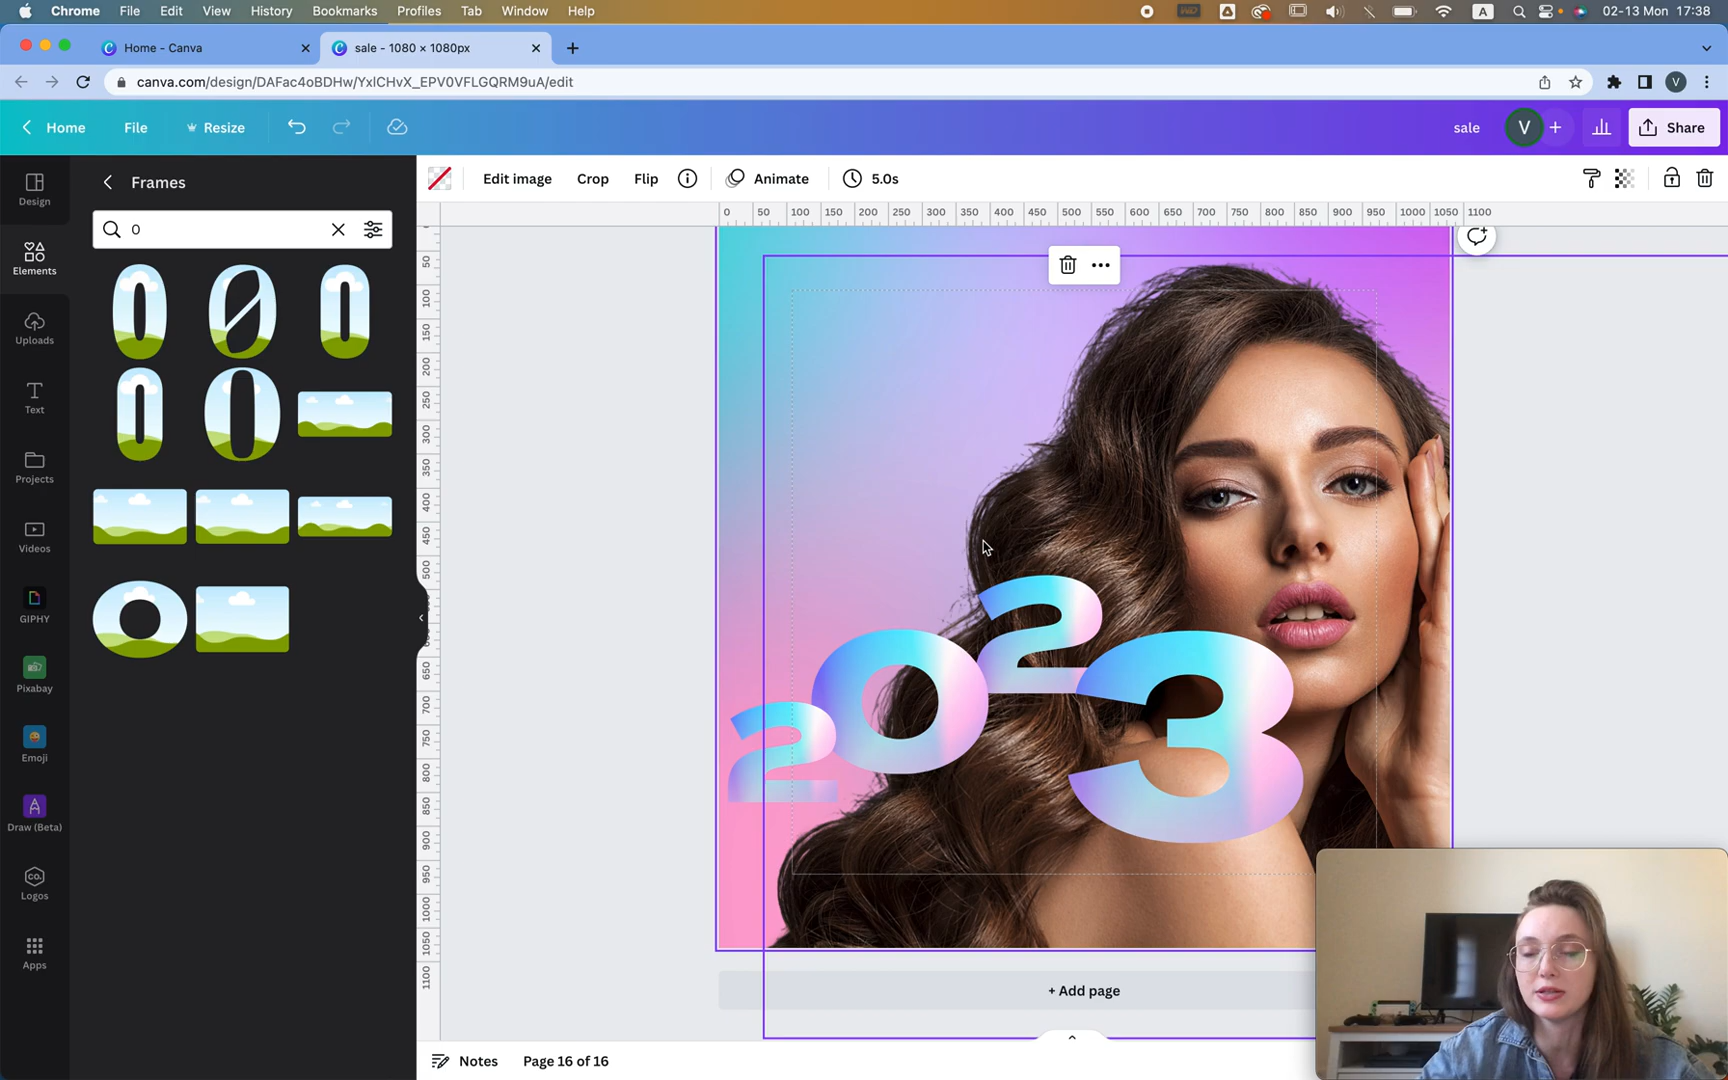 Chrome File Edit View History Bookmarks Profiles Tab Window Help
A 02-13 Mon 17:38
Home - Canva
sale - 1080 × 1080px
canva.com/design/DAFac4oBDHw/YxlCHvX_EPV0VFLGQRM9uA/edit
V
Home File Resize
sale V + Share
Design
Elements
Uploads
Text
Projects
Videos
GIPHY
Pixabay
Emoji
Draw (Beta)
CO.
Logos
Apps
Frames
0
Edit image Crop Flip Animate 5.0s
0 50 100 150 200 250 300 350 400 450 500 550 600 650 700 750 800 850 900 950 1000 1050 1100
50
100
150
200
250
300
350
400
450
500
650
700
750
800
850
900
950
1000
1050
1100
2023
+ Add page
Notes Page 16 of 16